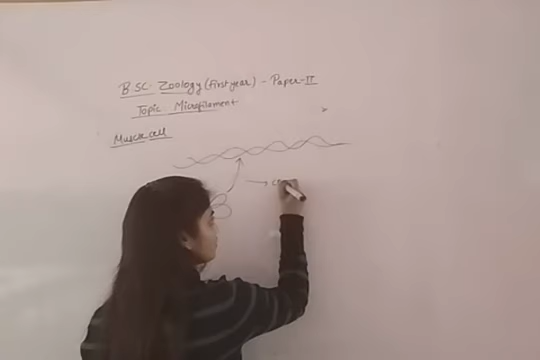 B.SC. Zoology (first year) - Paper-II
Topic. Microfilament
Muscle cell